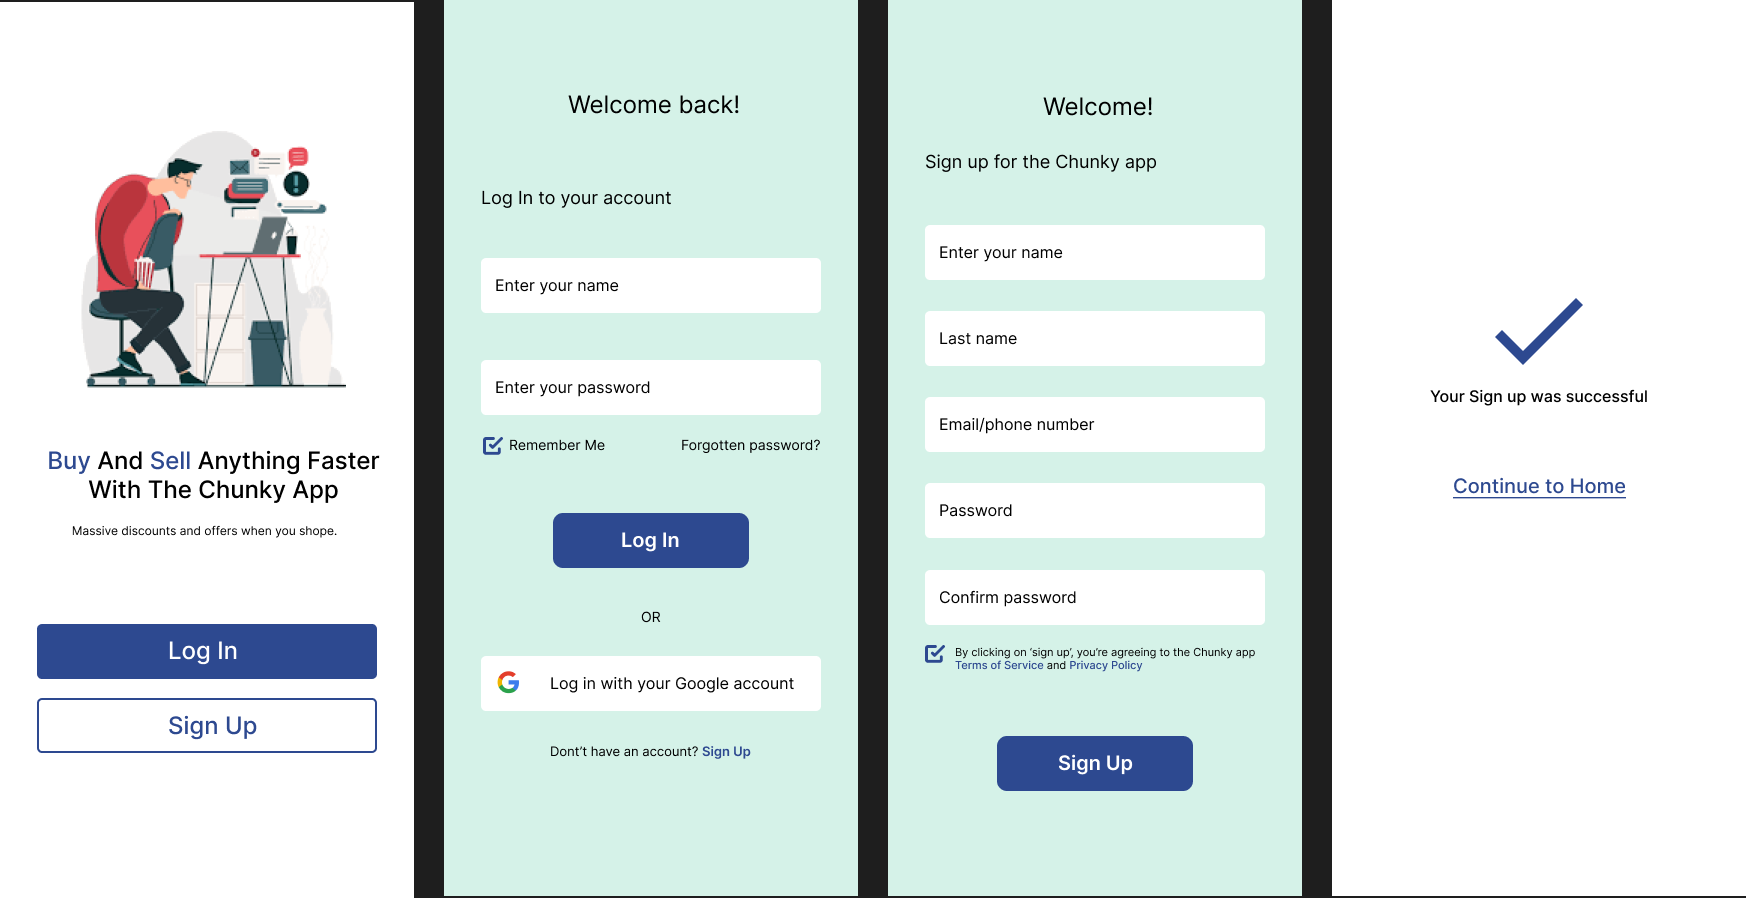 Buy And Sell Anything Faster
With The Chunky App
Massive discounts and offers when you shope.
Log In
Sign Up
Welcome back!
Log In to your account
Enter your name
Enter your password
Remember Me
Forgotten password?
Log In
OR
Log in with your Google account
Dont't have an account? Sign Up
Welcome!
Sign up for the Chunky app
Enter your name
Last name
Email/phone number
Password
Confirm password
By clicking on ‘sign up’, you’re agreeing to the Chunky app
Terms of Service and Privacy Policy
Sign Up
Your Sign up was successful
Continue to Home